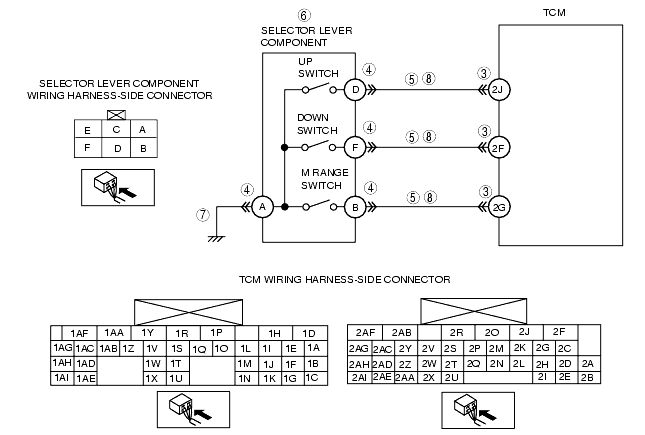 ⑥
TCM
SELECTOR LEVER
COMPONENT
UP
SWITCH
④
⑤ ⑧
③
D
2J
SELECTOR LEVER COMPONENT
WIRING HARNESS-SIDE CONNECTOR
DOWN
SWITCH
④
⑤ ⑧
③
F
2F
E C A
F D B
M RANGE
SWITCH
④
④
⑤ ⑧
③
⑦
A
B
2G
TCM WIRING HARNESS-SIDE CONNECTOR
1AF 1AA 1Y 1R 1P 1H 1D
1AG 1AC 1AB 1Z 1V 1S 1Q 1O 1L 1I 1E 1A
1AH 1AD 1W 1T 1M 1J 1F 1B
1AI 1AE 1X 1U 1N 1K 1G 1C
2AF 2AB 2R 2O 2J 2F
2AG 2AC 2Y 2V 2S 2P 2M 2K 2G 2C
2AH 2AD 2Z 2W 2T 2Q 2N 2L 2H 2D 2A
2AI 2AE 2AA 2X 2U 2I 2E 2B